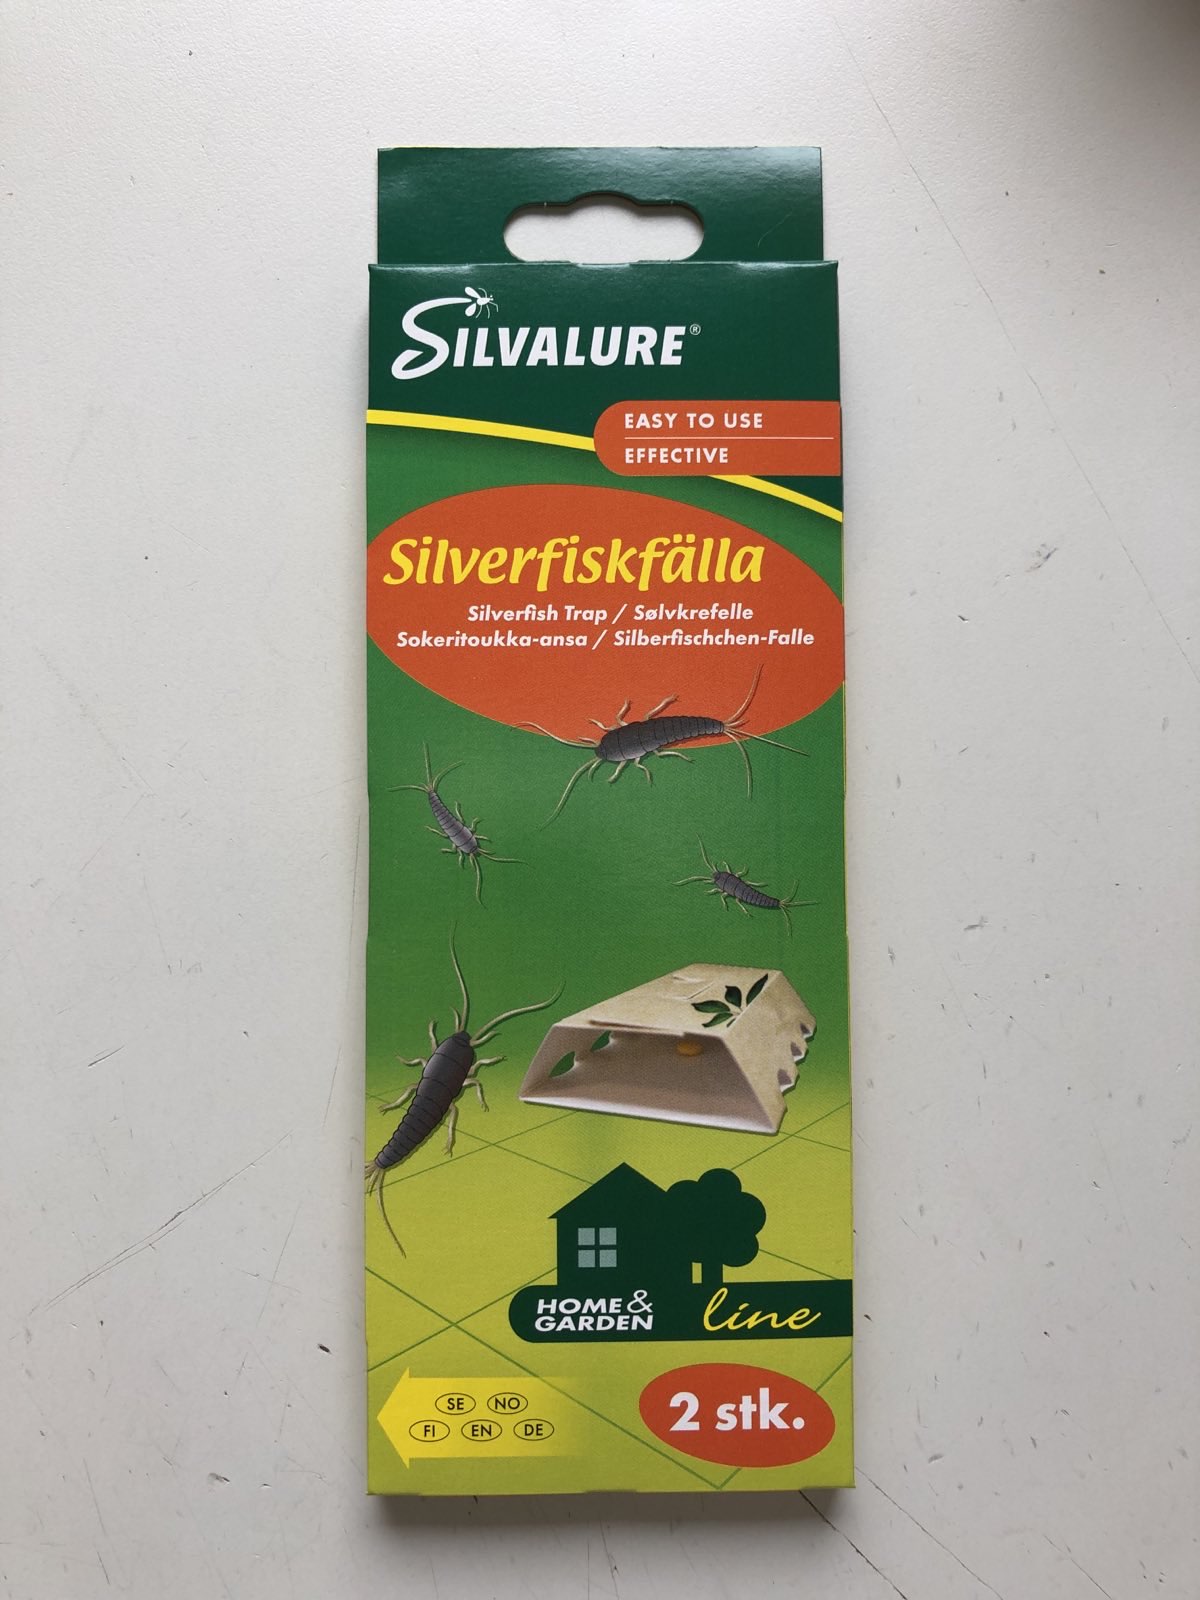 SILVALURE®
EASY TO USE
EFFECTIVE
Silverfiskfälla
Silverfish Trap / Sølvkrefelle
Sokeritoukka-ansa / Silberfischchen-Falle
HOME &
GARDEN
line
SE NO
FI EN DE
2 stk.